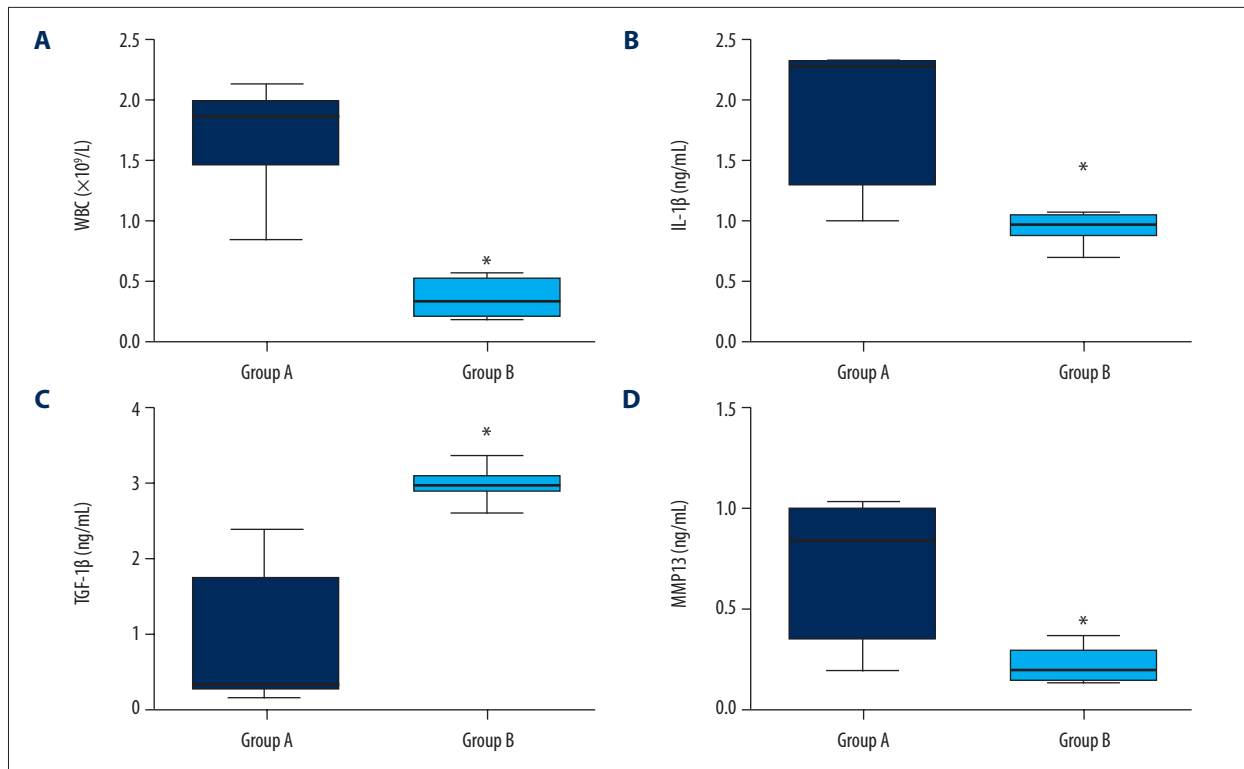 A
2.5
2.0
1.5
1.0
0.5
0.0
WBC (×10⁹/L)
*
Group A Group B
B
2.5
2.0
1.5
1.0
0.5
0.0
IL-1β (ng/mL)
*
Group A Group B
C
4
3
2
1
0
TGF-1β (ng/mL)
*
Group A Group B
D
1.5
1.0
0.5
0.0
MMP13 (ng/mL)
*
Group A Group B